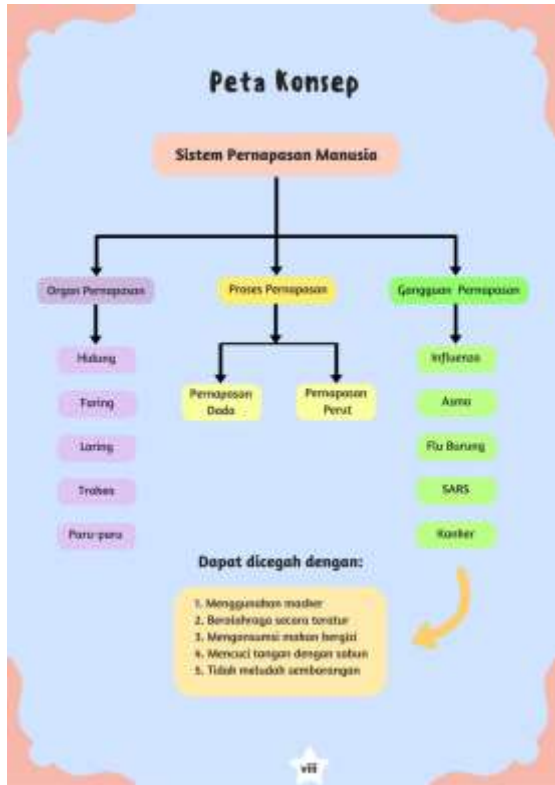 Peta Konsep
Sistem Pernapasan Manusia
Organ Pernapasan
Proses Pernapasan
Gangguan Pernapasan
Hidung
Faring
Laring
Trakea
Paru-paru
Pernapasan
Dada
Pernapasan
Perut
Influenza
Asma
Flu Burung
SARS
Kanker
Dapat dicegah dengan:
1. Menggunakan masker
2. Berolahraga secara teratur
3. Mengonsumsi makan bergizi
4. Mencuci tangan dengan sabun
5. Tidak meludah sembarangan
viii